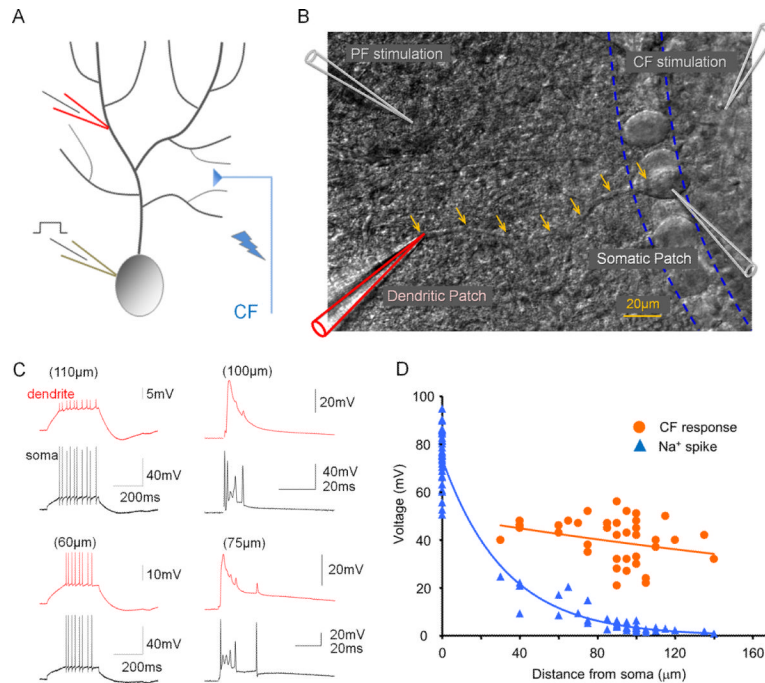 A
CF
B
PF stimulation
CF stimulation
Somatic Patch
Dendritic Patch
20µm
C
(110µm)
dendrite
5mV
soma
40mV
200ms
(100µm)
20mV
40mV
20ms
(60µm)
10mV
40mV
200ms
(75µm)
20mV
20mV
20ms
D
100
80
60
40
20
0
Voltage (mV)
CF response
Na⁺ spike
0 40 80 120 160
Distance from soma (µm)